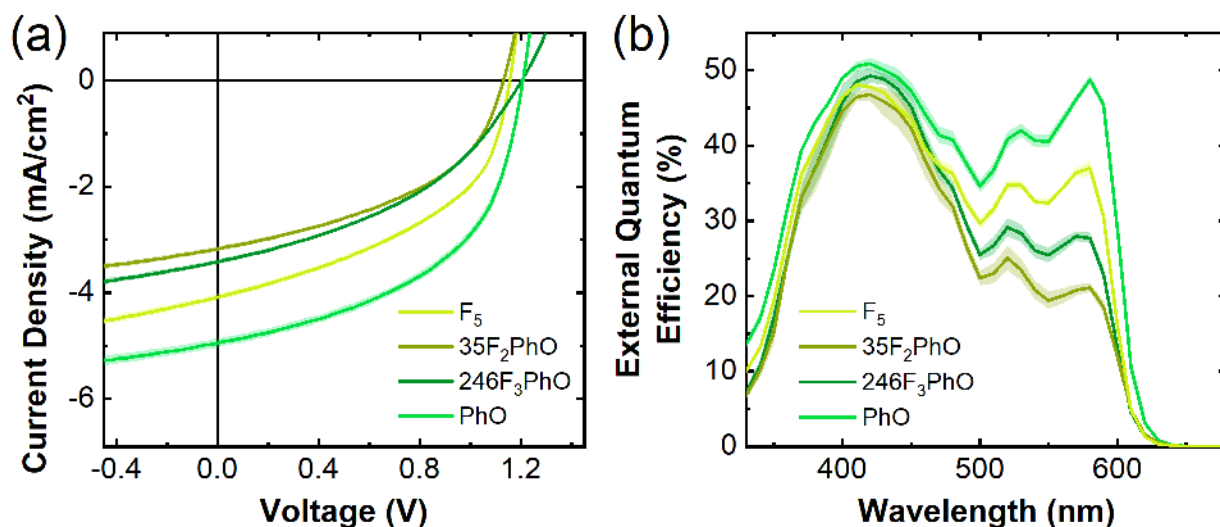 (a)
Current Density (mA/cm²)
0
-2
-4
-6
-0.4
0.0
0.4
0.8
1.2
Voltage (V)
F₅
35F₂PhO
246F₃PhO
PhO
(b)
External Quantum
Efficiency (%)
50
40
30
20
10
0
400
500
600
Wavelength (nm)
F₅
35F₂PhO
246F₃PhO
PhO